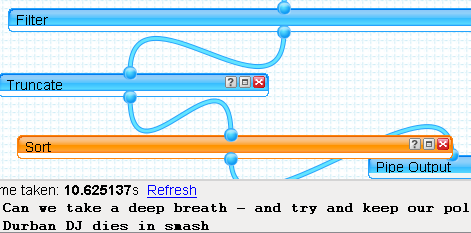 Filter
Truncate
Sort
Pipe Output
me taken: 10.625137s Refresh
Can we take a deep breath – and try and keep our pol
Durban DJ dies in smash